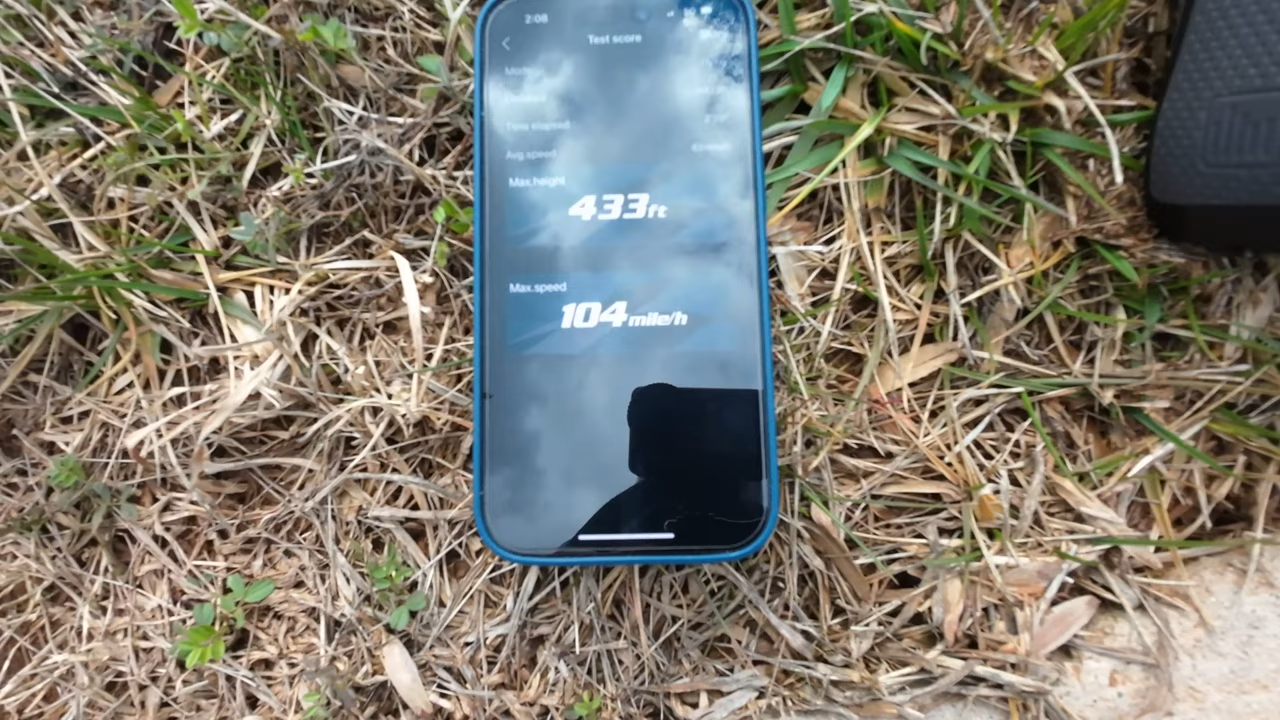 2:08
Test score
Time elapsed
Avg.speed
Max.height
433ft
Max.speed
104mile/h